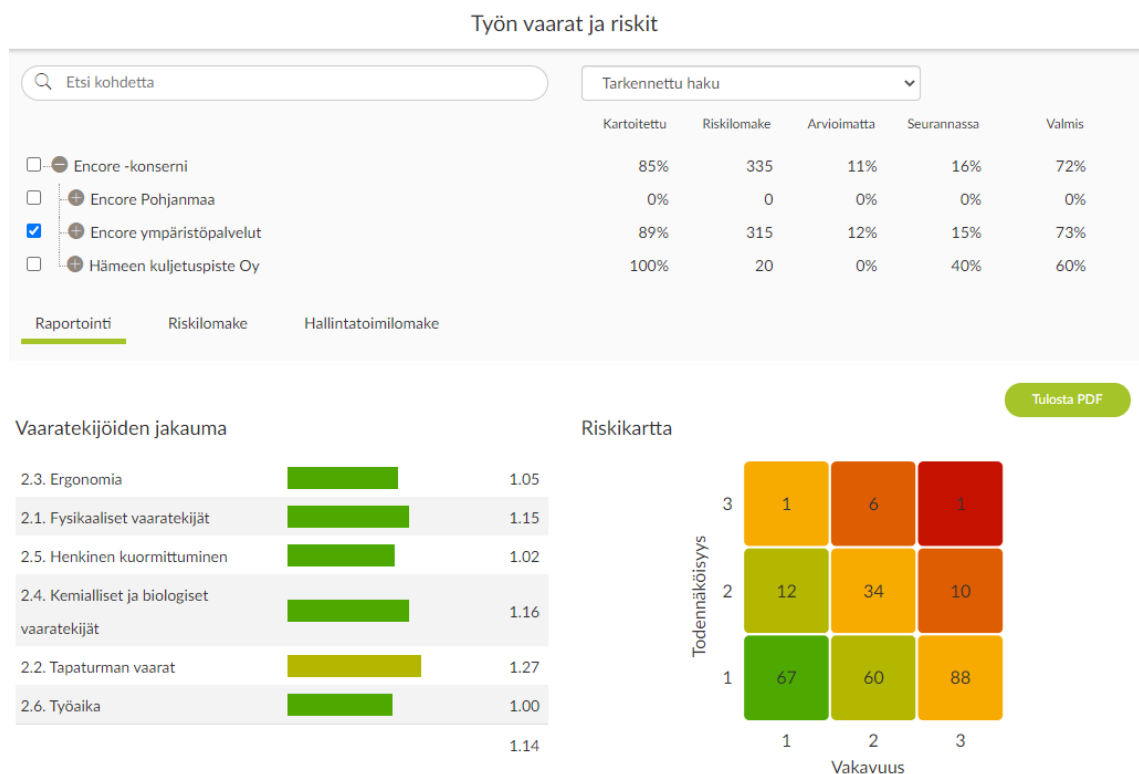 Työn vaarat ja riskit
Etsi kohdetta
Tarkennettu haku
Kartoitettu Riskilomake Arvioimatta Seurannassa Valmis
Encore -konserni 85% 335 11% 16% 72%
Encore Pohjanmaa 0% 0 0% 0% 0%
Encore ympäristöpalvelut 89% 315 12% 15% 73%
Hämeen kuljetuspiste Oy 100% 20 0% 40% 60%
Raportointi Riskilomake Hallintatoimilomake
Tulosta PDF
Vaaratekijöiden jakauma
2.3. Ergonomia 1.05
2.1. Fysikaaliset vaaratekijät 1.15
2.5. Henkinen kuormittuminen 1.02
2.4. Kemialliset ja biologiset
vaaratekijät 1.16
2.2. Tapaturman vaarat 1.27
2.6. Työaika 1.00
1.14
Riskikartta
Todennäköisyys
3 1 6 1
2 12 34 10
1 67 60 88
1 2 3
Vakavuus